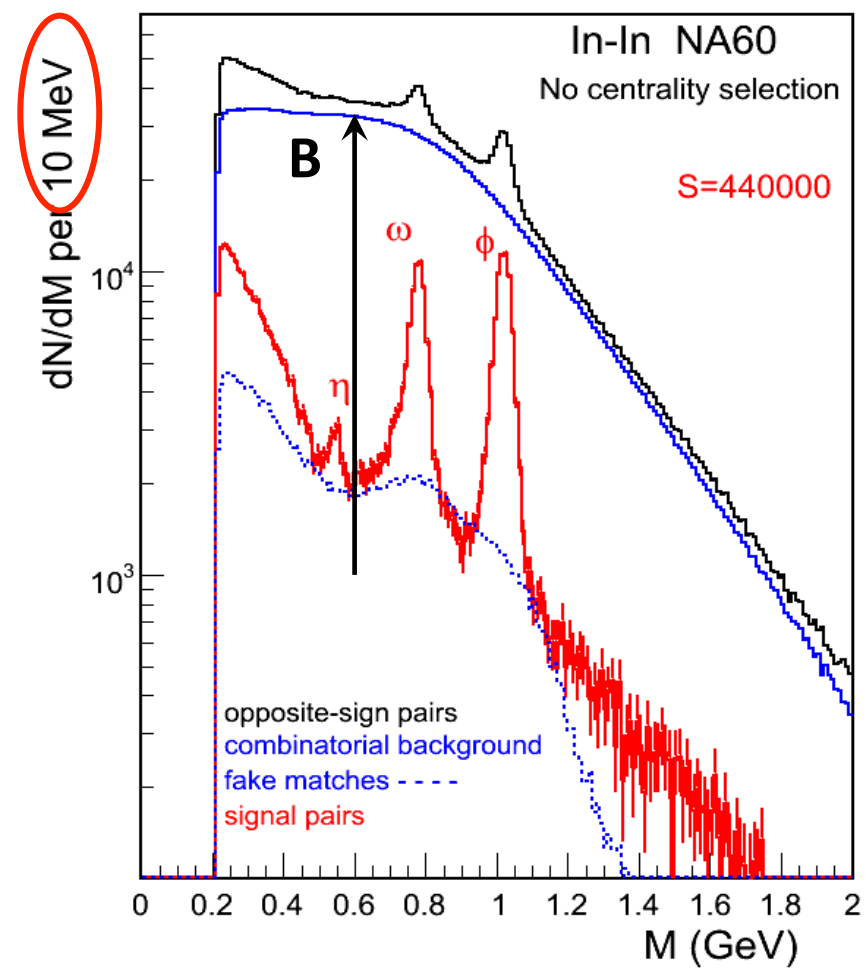 In-In NA60
No centrality selection
S=440000
dN/dM per 10 MeV
B
ω
ϕ
η
10⁴
10³
opposite-sign pairs
combinatorial background
fake matches - - - -
signal pairs
0 0.2 0.4 0.6 0.8 1 1.2 1.4 1.6 1.8 2
M (GeV)